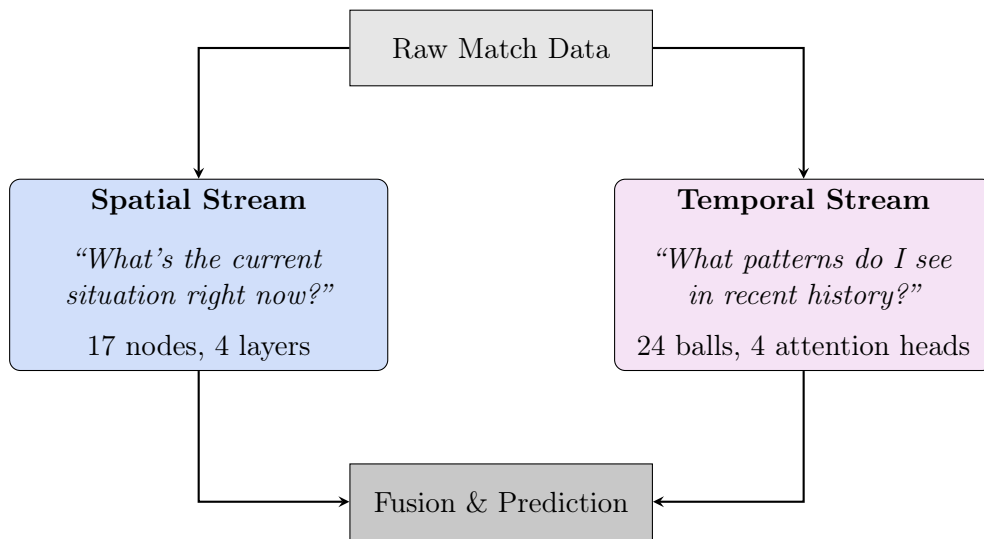 Raw Match Data
Spatial Stream
“What’s the current
situation right now?”
17 nodes, 4 layers
Temporal Stream
“What patterns do I see
in recent history?”
24 balls, 4 attention heads
Fusion & Prediction